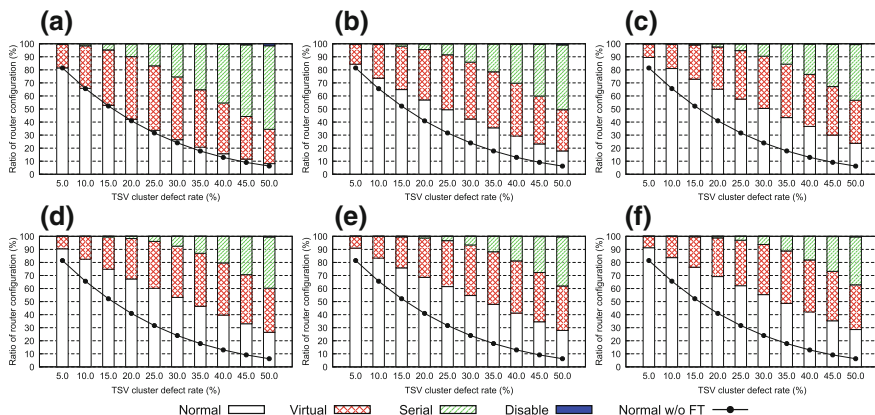 (a)
100
90
80
70
60
50
40
30
20
10
0
Ratio of router configuration (%)
5.0 10.0 15.0 20.0 25.0 30.0 35.0 40.0 45.0 50.0
TSV cluster defect rate (%)
(b)
100
90
80
70
60
50
40
30
20
10
0
Ratio of router configuration (%)
5.0 10.0 15.0 20.0 25.0 30.0 35.0 40.0 45.0 50.0
TSV cluster defect rate (%)
(c)
100
90
80
70
60
50
40
30
20
10
0
Ratio of router configuration (%)
5.0 10.0 15.0 20.0 25.0 30.0 35.0 40.0 45.0 50.0
TSV cluster defect rate (%)
(d)
100
90
80
70
60
50
40
30
20
10
0
Ratio of router configuration (%)
5.0 10.0 15.0 20.0 25.0 30.0 35.0 40.0 45.0 50.0
TSV cluster defect rate (%)
(e)
100
90
80
70
60
50
40
30
20
10
0
Ratio of router configuration (%)
5.0 10.0 15.0 20.0 25.0 30.0 35.0 40.0 45.0 50.0
TSV cluster defect rate (%)
(f)
100
90
80
70
60
50
40
30
20
10
0
Ratio of router configuration (%)
5.0 10.0 15.0 20.0 25.0 30.0 35.0 40.0 45.0 50.0
TSV cluster defect rate (%)
Normal Virtual Serial Disable Normal w/o FT